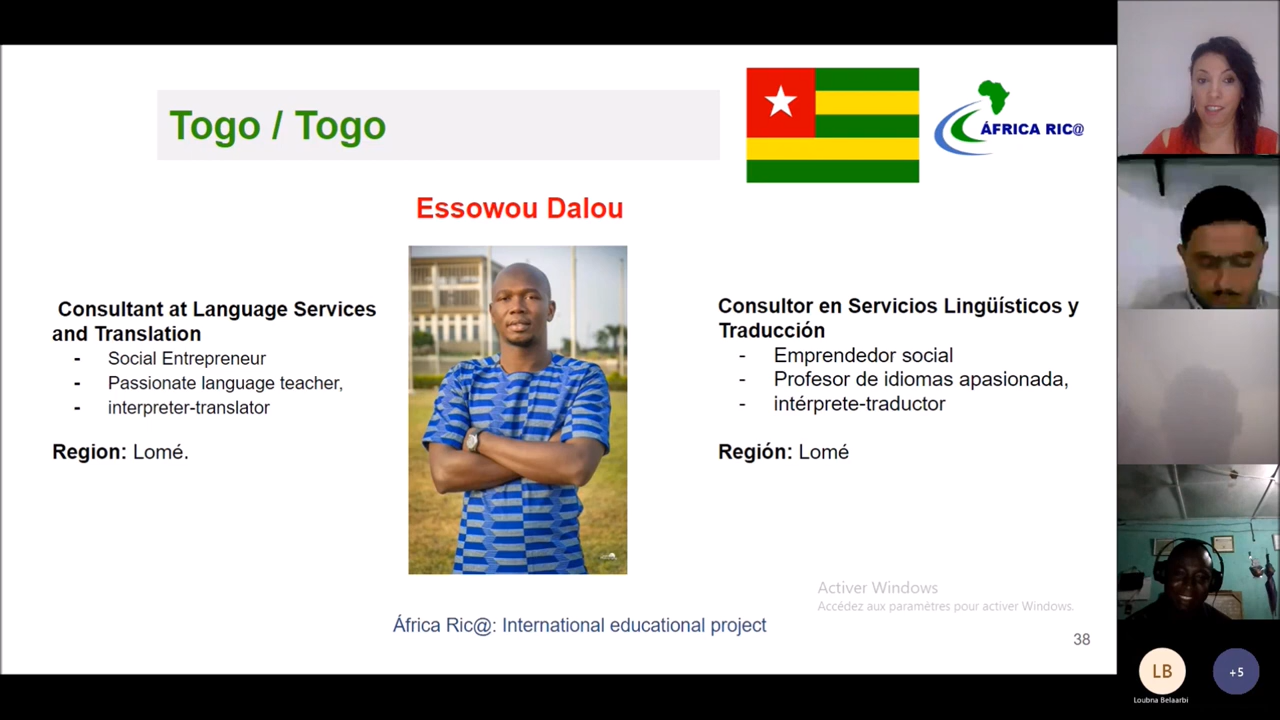 Togo / Togo
ÁFRICA RIC@
Essowou Dalou
Consultant at Language Services
and Translation
- Social Entrepreneur
- Passionate language teacher,
- interpreter-translator
Region: Lomé.
Consultor en Servicios Lingüísticos y
Traducción
- Emprendedor social
- Profesor de idiomas apasionada,
- intérprete-traductor
Región: Lomé
Activer Windows
Accédez aux paramètres pour activer Windows.
África Ric@: International educational project
38
LB
+5
Loubna Belaarbi